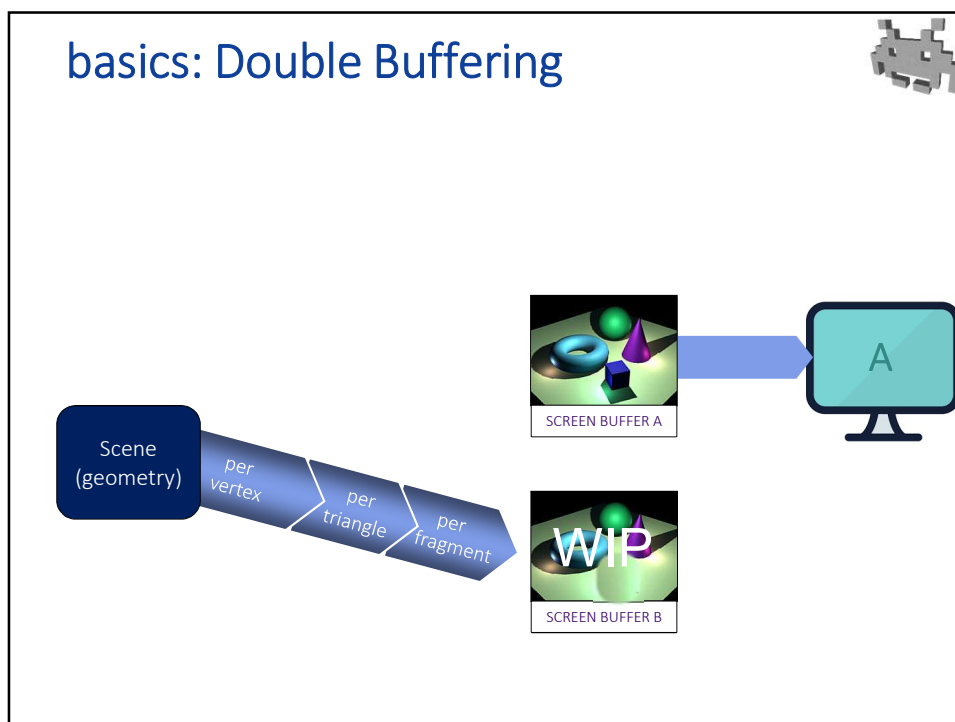 basics: Double Buffering
SCREEN BUFFER A
A
Scene
(geometry)
per
vertex
per
triangle
per
fragment
WIP
SCREEN BUFFER B